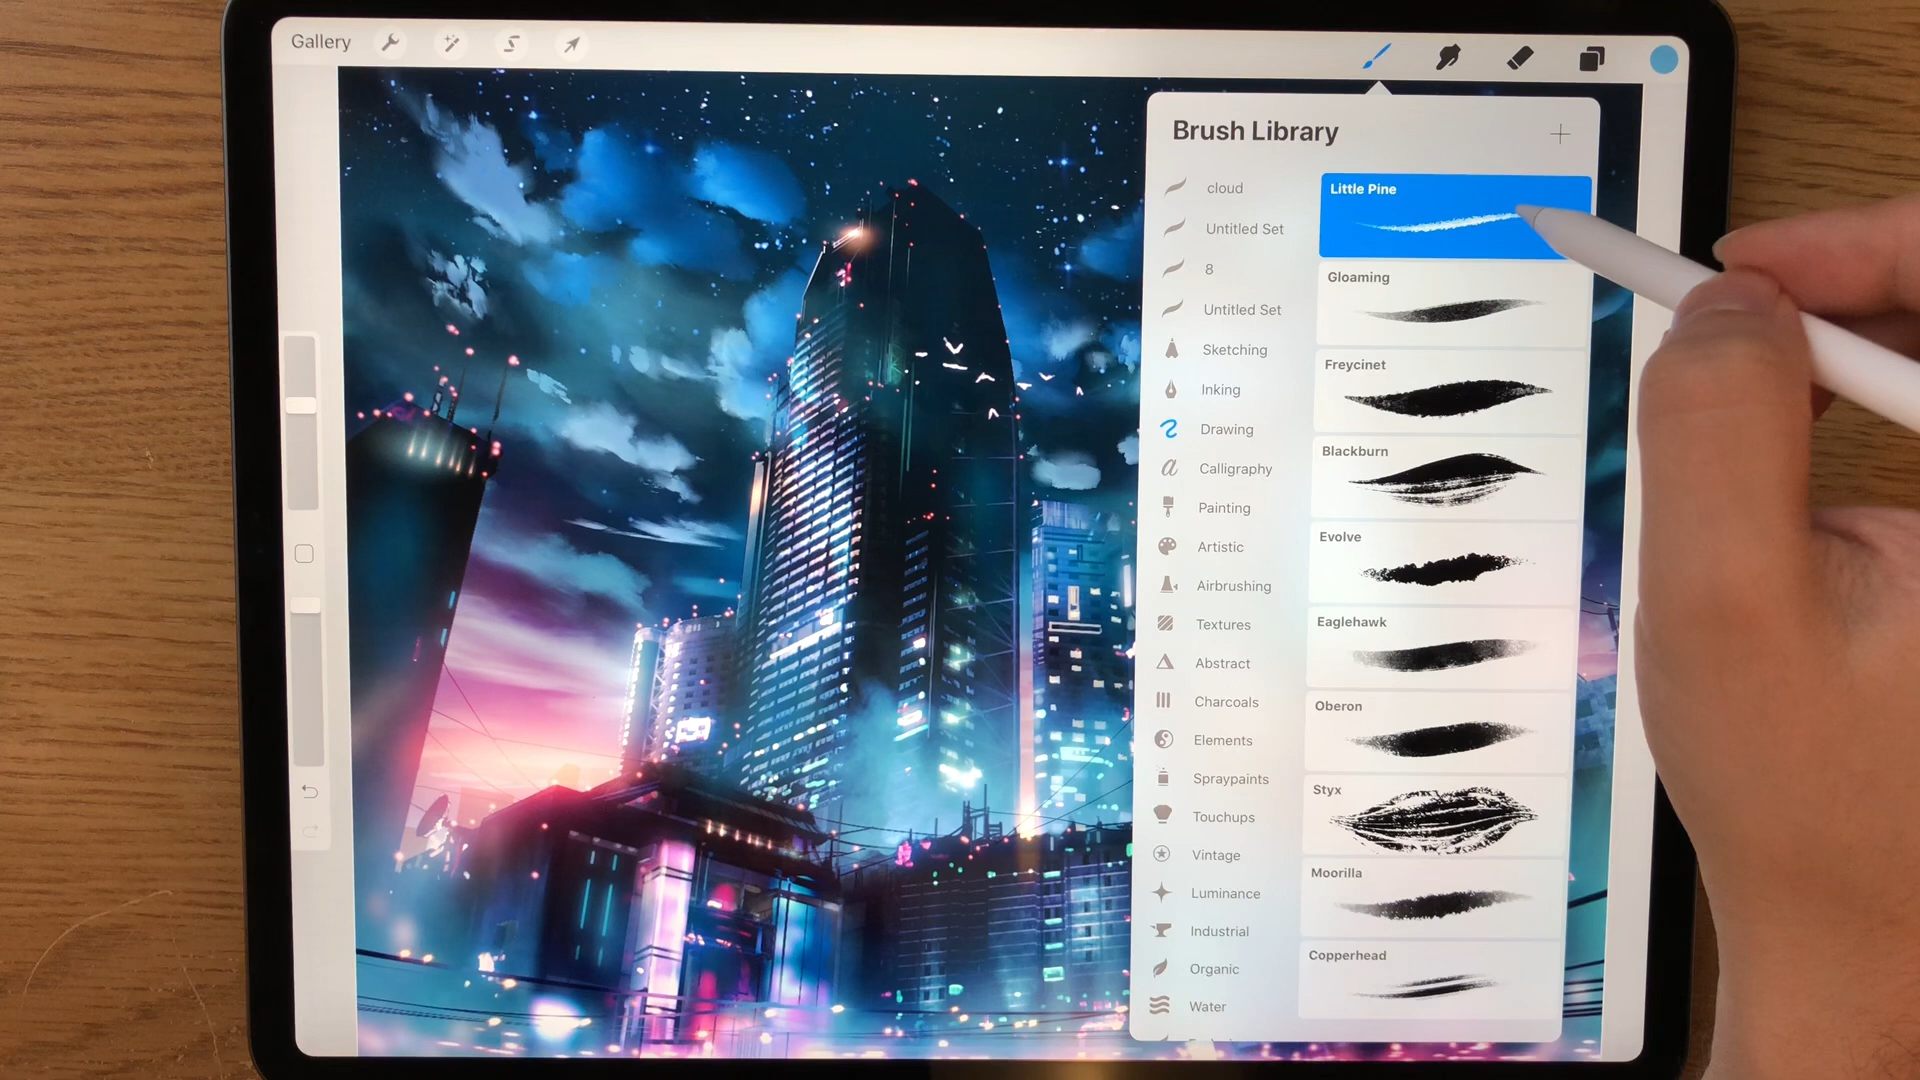 Gallery
Brush Library
cloud
Untitled Set
8
Untitled Set
Sketching
Inking
Drawing
Calligraphy
Painting
Artistic
Airbrushing
Textures
Abstract
Charcoals
Elements
Spraypaints
Touchups
Vintage
Luminance
Industrial
Organic
Water
Little Pine
Gloaming
Freycinet
Blackburn
Evolve
Eaglehawk
Oberon
Styx
Moorilla
Copperhead